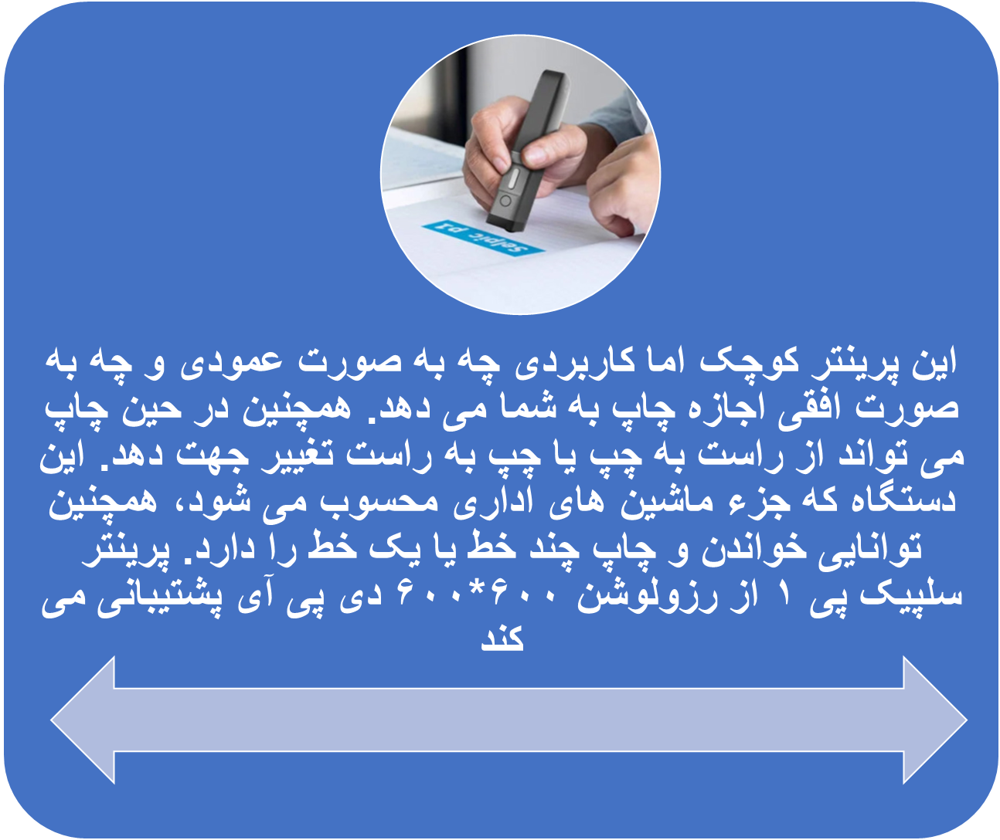 Selpic p1
این پرینتر کوچک اما کاربردی چه به صورت عمودی و چه به
صورت افقی اجازه چاپ به شما می دهد. همچنین در حین چاپ
می تواند از راست به چپ یا چپ به راست تغییر جهت دهد. این
دستگاه که جزء ماشین های اداری محسوب می شود، همچنین
توانایی خواندن و چاپ چند خط یا یک خط را دارد. پرینتر
سلپیک پی ۱ از رزولوشن ۶۰۰*۶۰۰ دی پی آی پشتیبانی می
کند